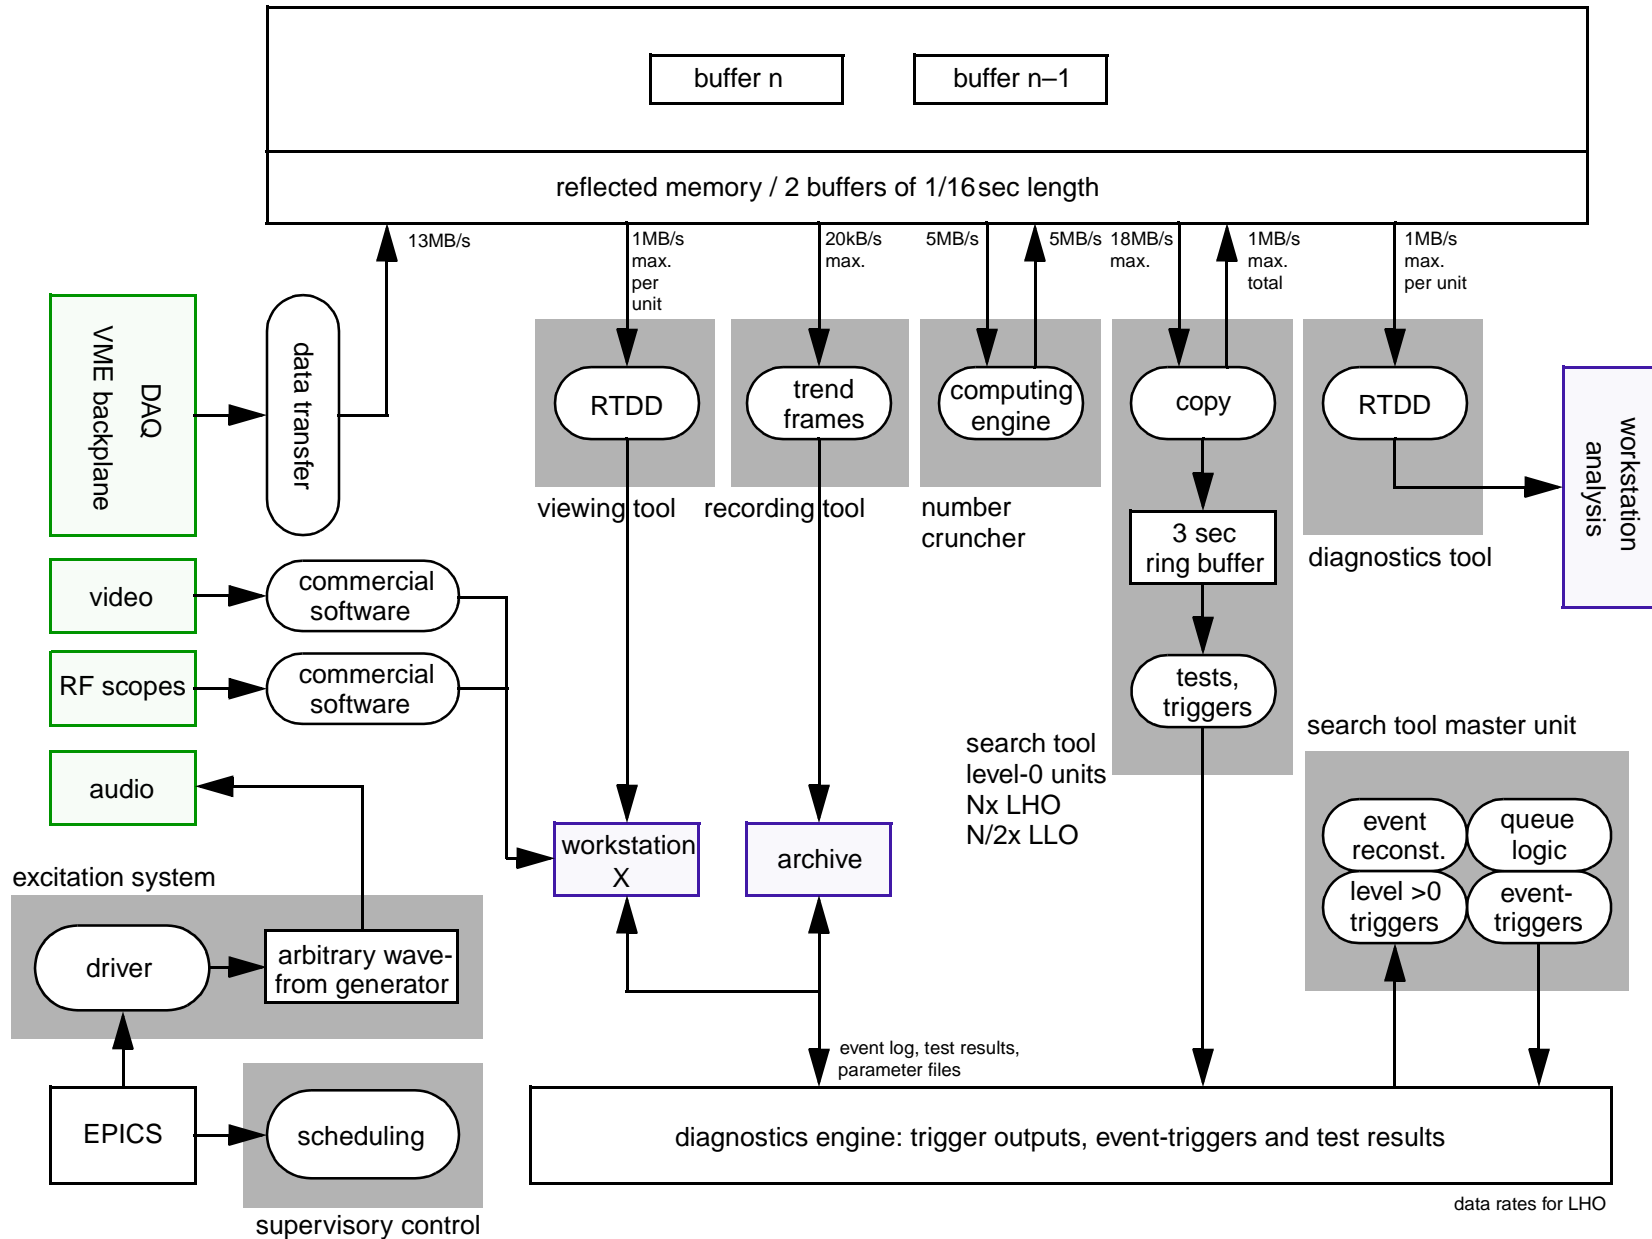 buffer n
buffer n–1
reflected memory / 2 buffers of 1/16 sec length
13MB/s
1MB/s
max.
per
unit
20kB/s
max.
5MB/s
5MB/s
18MB/s
max.
1MB/s
max.
total
1MB/s
max.
per unit
DAQ
VME backplane
data transfer
RTDD
trend
frames
computing
engine
copy
RTDD
workstation
analysis
viewing tool
recording tool
number
cruncher
3 sec
ring buffer
diagnostics tool
video
commercial
software
RF scopes
commercial
software
tests,
triggers
search tool
level-0 units
Nx LHO
N/2x LLO
search tool master unit
audio
event
reconst.
queue
logic
level >0
triggers
event-
triggers
workstation
X
archive
excitation system
driver
arbitrary wave-
from generator
event log, test results,
parameter files
EPICS
scheduling
supervisory control
diagnostics engine: trigger outputs, event-triggers and test results
data rates for LHO